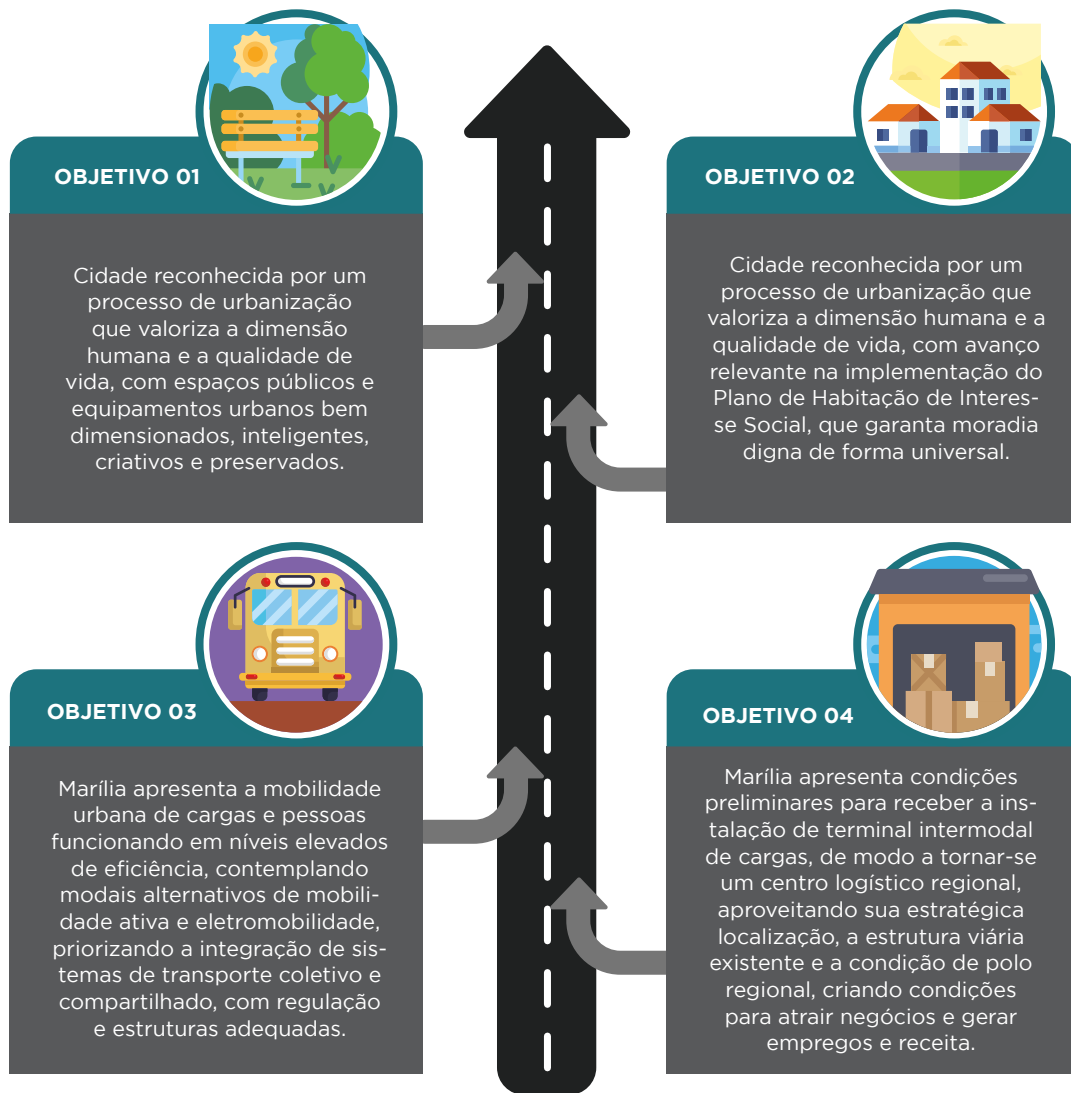 OBJETIVO 01
Cidade reconhecida por um
processo de urbanização
que valoriza a dimensão
humana e a qualidade de
vida, com espaços públicos e
equipamentos urbanos bem
dimensionados, inteligentes,
criativos e preservados.
OBJETIVO 02
Cidade reconhecida por um
processo de urbanização que
valoriza a dimensão humana e a
qualidade de vida, com avanço
relevante na implementação do
Plano de Habitação de Interes-
se Social, que garanta moradia
digna de forma universal.
OBJETIVO 03
Marília apresenta a mobilidade
urbana de cargas e pessoas
funcionando em níveis elevados
de eficiência, contemplando
modais alternativos de mobili-
dade ativa e eletromobilidade,
priorizando a integração de sis-
temas de transporte coletivo e
compartilhado, com regulação
e estruturas adequadas.
OBJETIVO 04
Marília apresenta condições
preliminares para receber a ins-
talação de terminal intermodal
de cargas, de modo a tornar-se
um centro logístico regional,
aproveitando sua estratégica
localização, a estrutura viária
existente e a condição de polo
regional, criando condições
para atrair negócios e gerar
empregos e receita.